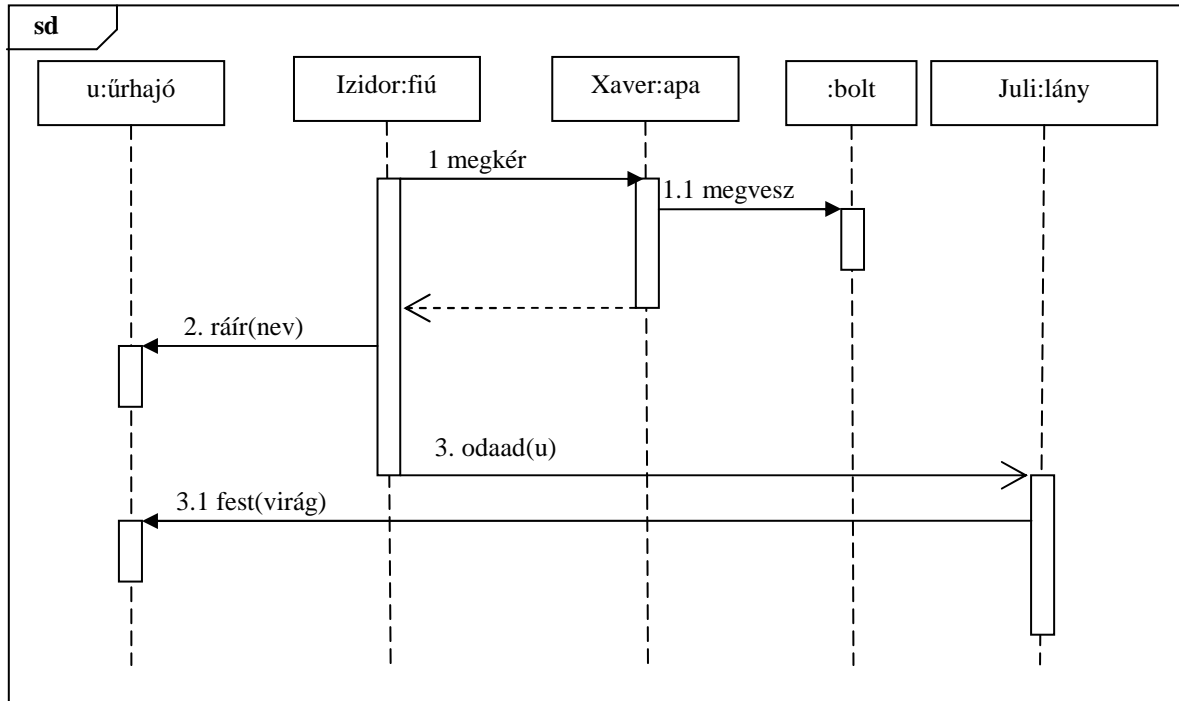 sd
u:űrhajó
Izidor:fiú
Xaver:apa
:bolt
Juli:lány
1 megkér
1.1 megvesz
2. ráír(nev)
3. odaad(u)
3.1 fest(virág)